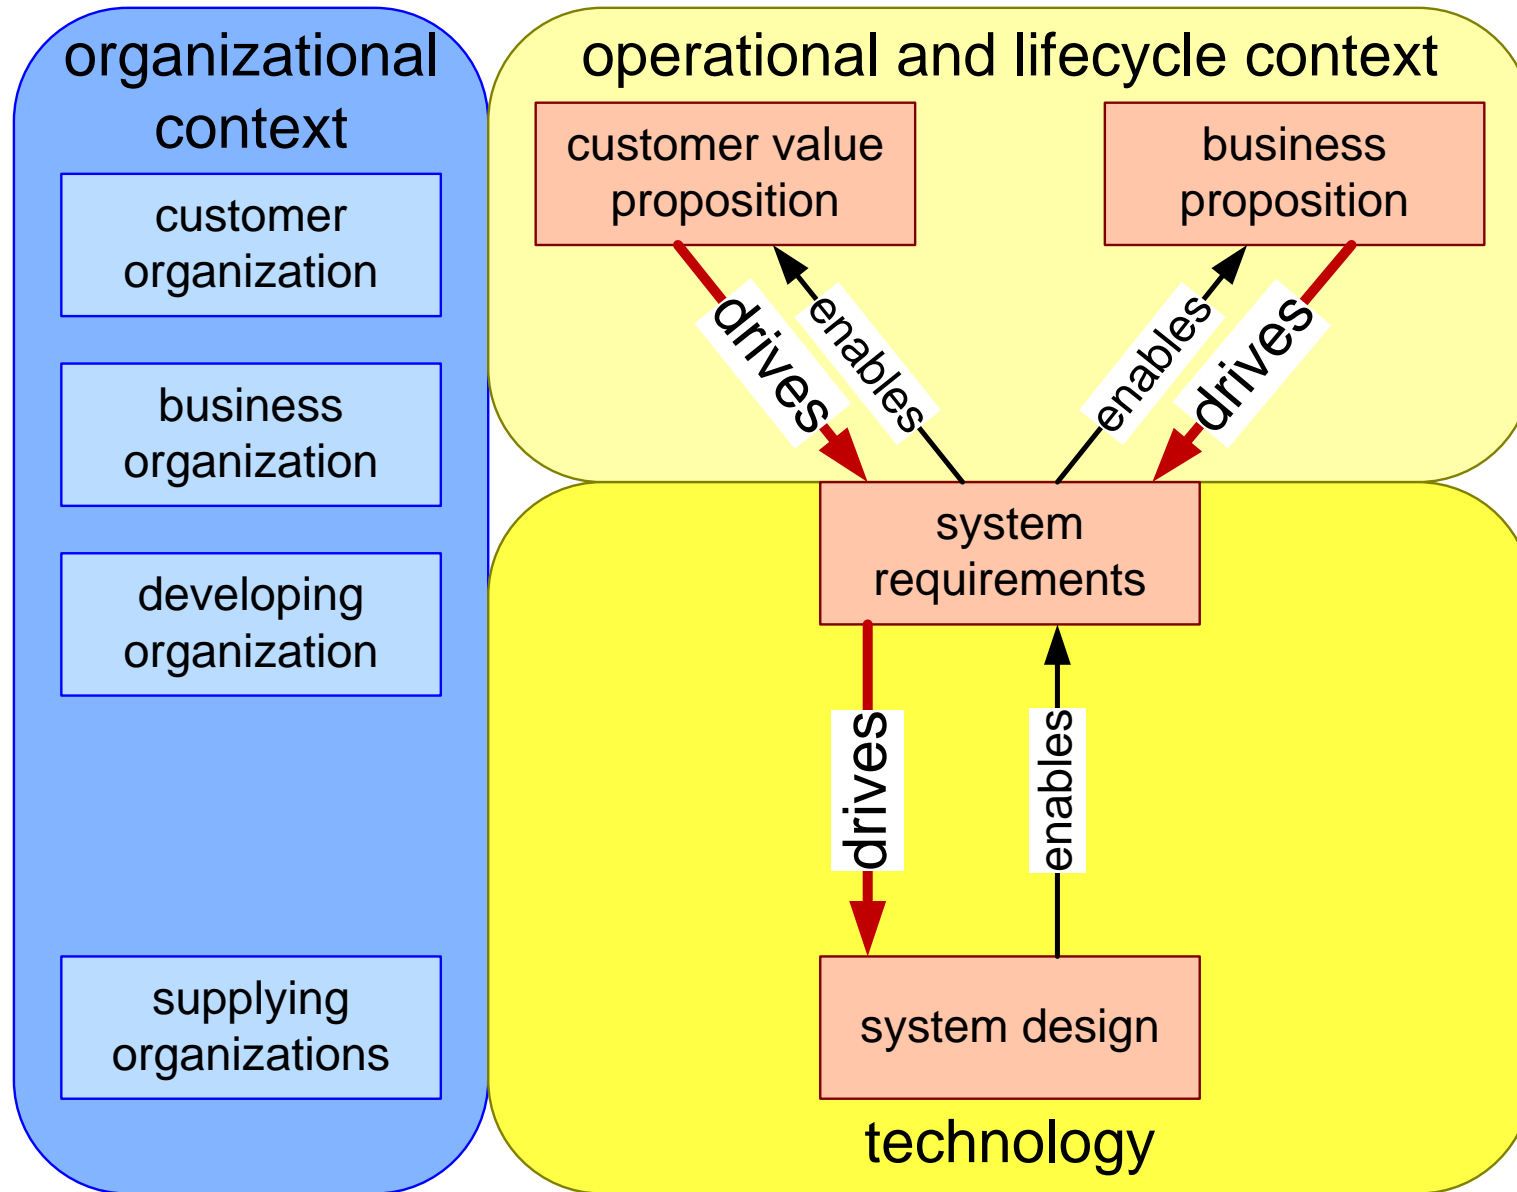 organizational
context
customer
organization
business
organization
developing
organization
supplying
organizations
operational and lifecycle context
customer value
proposition
business
proposition
drives
enables
enables
drives
system
requirements
drives
enables
system design
technology